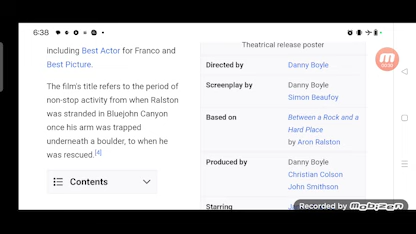 6:38
including Best Actor for Franco and
Best Picture.
The film's title refers to the period of
non-stop activity from when Ralston
was stranded in Bluejohn Canyon
once his arm was trapped
underneath a boulder, to when he
was rescued.[4]
Contents
Theatrical release poster
Directed by
Danny Boyle
Screenplay by
Danny Boyle
Simon Beaufoy
Based on
Between a Rock and a
Hard Place
by Aron Ralston
Produced by
Danny Boyle
Christian Colson
John Smithson
Starring
Recorded by mobizen